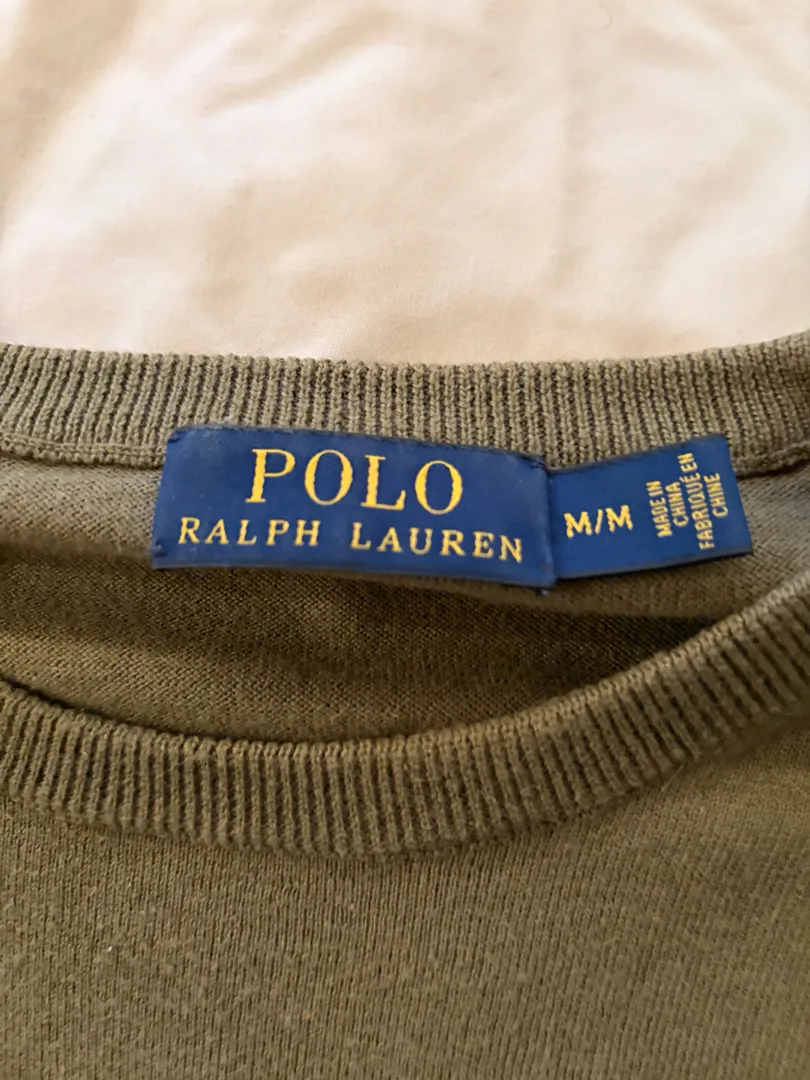 POLO
RALPH LAUREN
M/M
MADE IN
CHINA
FABRIQUÉ EN
CHINE